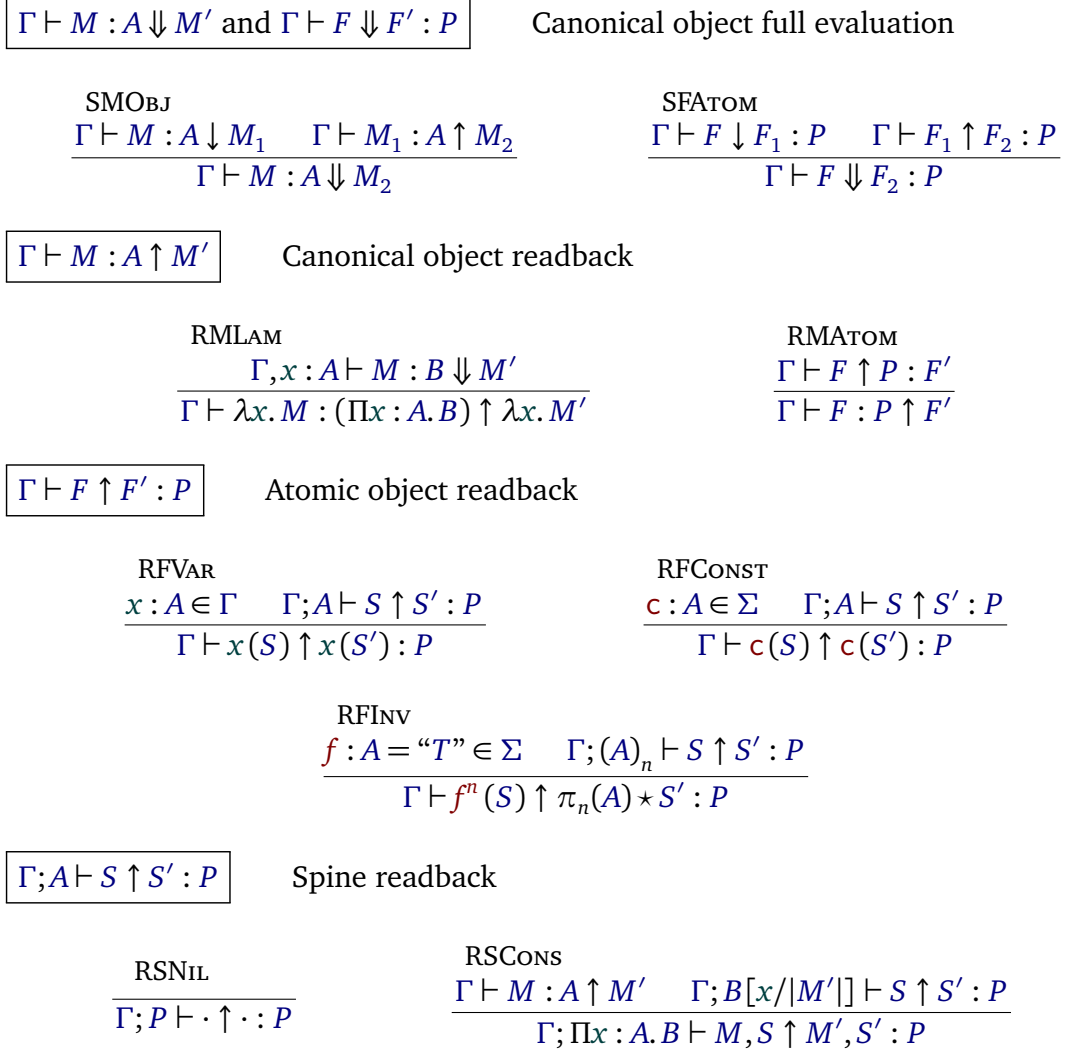 Γ ⊢ M : A ⇓ M′ and Γ ⊢ F ⇓ F′ : P Canonical object full evaluation
SMObj
Γ ⊢ M : A ↓ M₁ Γ ⊢ M₁ : A ↑ M₂
Γ ⊢ M : A ⇓ M₂
SFAtom
Γ ⊢ F ↓ F₁ : P Γ ⊢ F₁ ↑ F₂ : P
Γ ⊢ F ⇓ F₂ : P
Γ ⊢ M : A ↑ M′ Canonical object readback
RMLam
Γ, x : A ⊢ M : B ⇓ M′
Γ ⊢ λx. M : (Πx : A. B) ↑ λx. M′
RMAtom
Γ ⊢ F ↑ P : F′
Γ ⊢ F : P ↑ F′
Γ ⊢ F ↑ F′ : P Atomic object readback
RFVar
x : A ∈ Γ Γ; A ⊢ S ↑ S′ : P
Γ ⊢ x(S) ↑ x(S′) : P
RFConst
c : A ∈ Σ Γ; A ⊢ S ↑ S′ : P
Γ ⊢ c(S) ↑ c(S′) : P
RFInv
f : A = “T” ∈ Σ Γ; (A)ₙ ⊢ S ↑ S′ : P
Γ ⊢ fⁿ(S) ↑ πₙ(A) ⋆ S′ : P
Γ; A ⊢ S ↑ S′ : P Spine readback
RSNil
Γ; P ⊢ · ↑ · : P
RSCons
Γ ⊢ M : A ↑ M′ Γ; B[x/|M′|] ⊢ S ↑ S′ : P
Γ; Πx : A. B ⊢ M, S ↑ M′, S′ : P